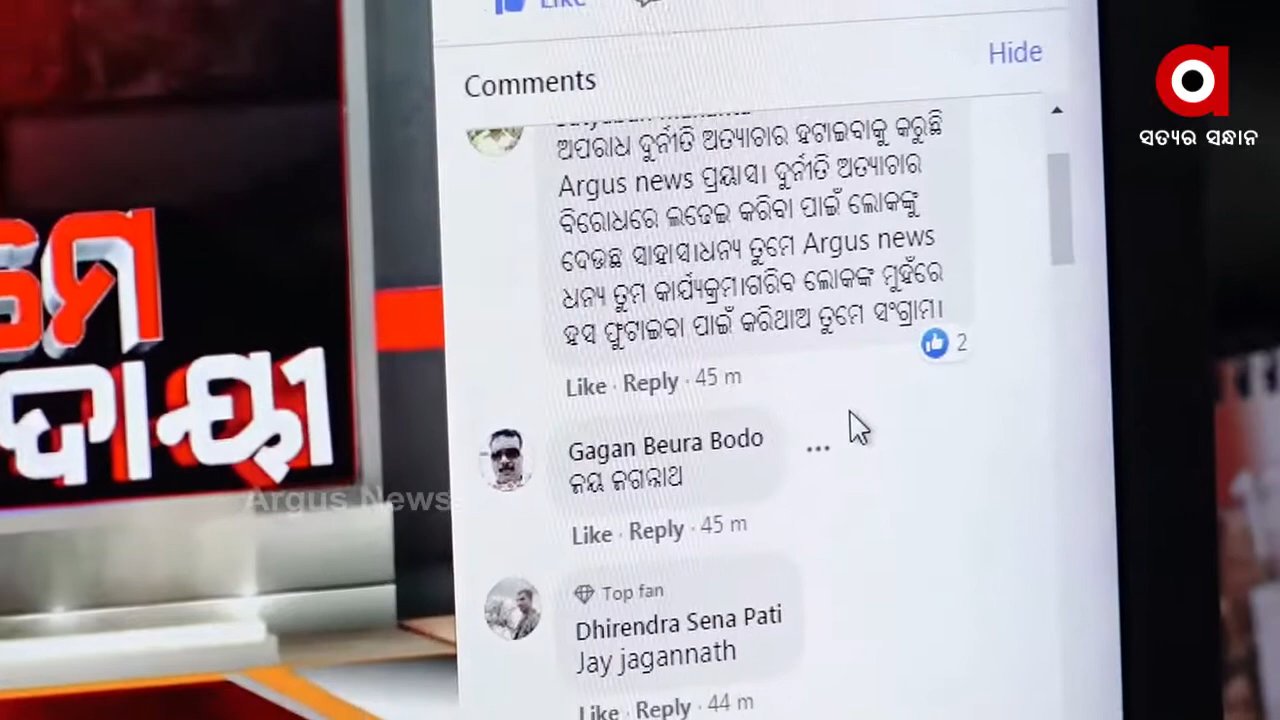 Like
Comments
Hide
ଅପରାଧ ଦୁର୍ନୀତି ଅତ୍ୟାଚାର ହଟାଇବାକୁ କରୁଛି
Argus news ପ୍ରୟାସ। ଦୁର୍ନୀତି ଅତ୍ୟାଚାର
ବିରୋଧରେ ଲଢେଇ କରିବା ପାଇଁ ଲୋକଙ୍କୁ
ଦେଉଛ ସାହାସ।ଧନ୍ୟ ତୁମେ Argus news
ଧନ୍ୟ ତୁମ କାର୍ଯ୍ୟକ୍ରମ।ଗରିବ ଲୋକଙ୍କ ମୁହଁରେ
ହସ ଫୁଟାଇବା ପାଇଁ କରିଥାଅ ତୁମେ ସଂଗ୍ରାମ।
2
Like · Reply · 45 m
Gagan Beura Bodo
ଜୟ ଜଗନ୍ନାଥ
Like · Reply · 45 m
Top fan
Dhirendra Sena Pati
Jay jagannath
Like · Reply · 44 m
ସତ୍ୟର ସନ୍ଧାନ
Argus News